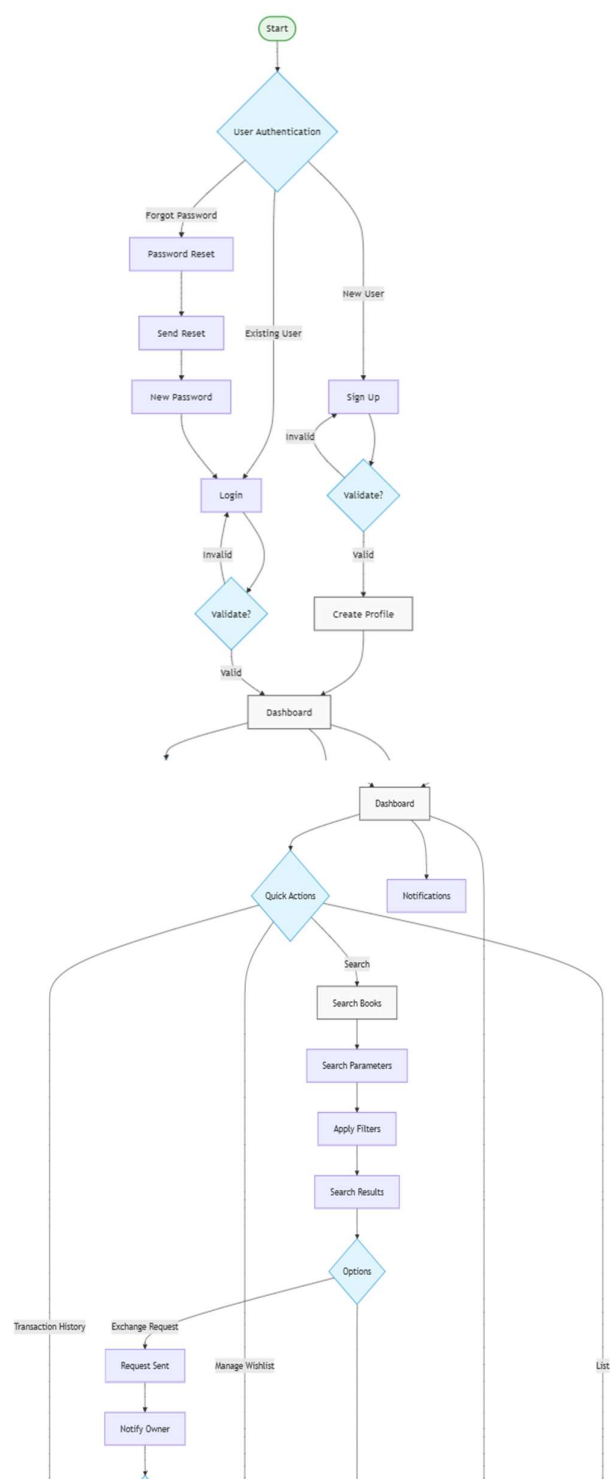 Start
User Authentication
Forgot Password
Password Reset
New User
Send Reset
Existing User
New Password
Sign Up
Invalid
Login
Validate?
Invalid
Valid
Validate?
Create Profile
Valid
Dashboard
Dashboard
Quick Actions
Notifications
Search
Search Books
Search Parameters
Apply Filters
Search Results
Options
Transaction History
Exchange Request
Request Sent
Manage Wishlist
List
Notify Owner